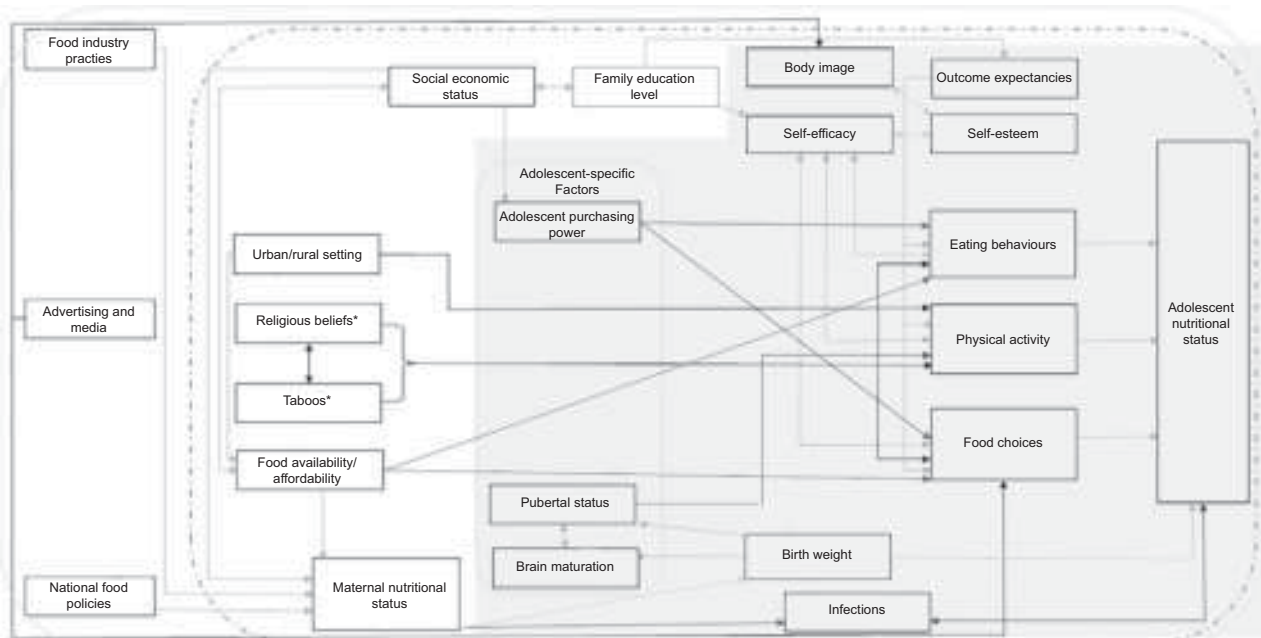 Food industry
practies
Social economic
status
Family education
level
Body image
Outcome expectancies
Self-efficacy
Self-esteem
Adolescent-specific
Factors
Adolescent purchasing
power
Urban/rural setting
Eating behaviours
Advertising and
media
Religious beliefs*
Physical activity
Adolescent
nutritional
status
Taboos*
Food availability/
affordability
Food choices
Pubertal status
Brain maturation
Birth weight
National food
policies
Maternal nutritional
status
Infections